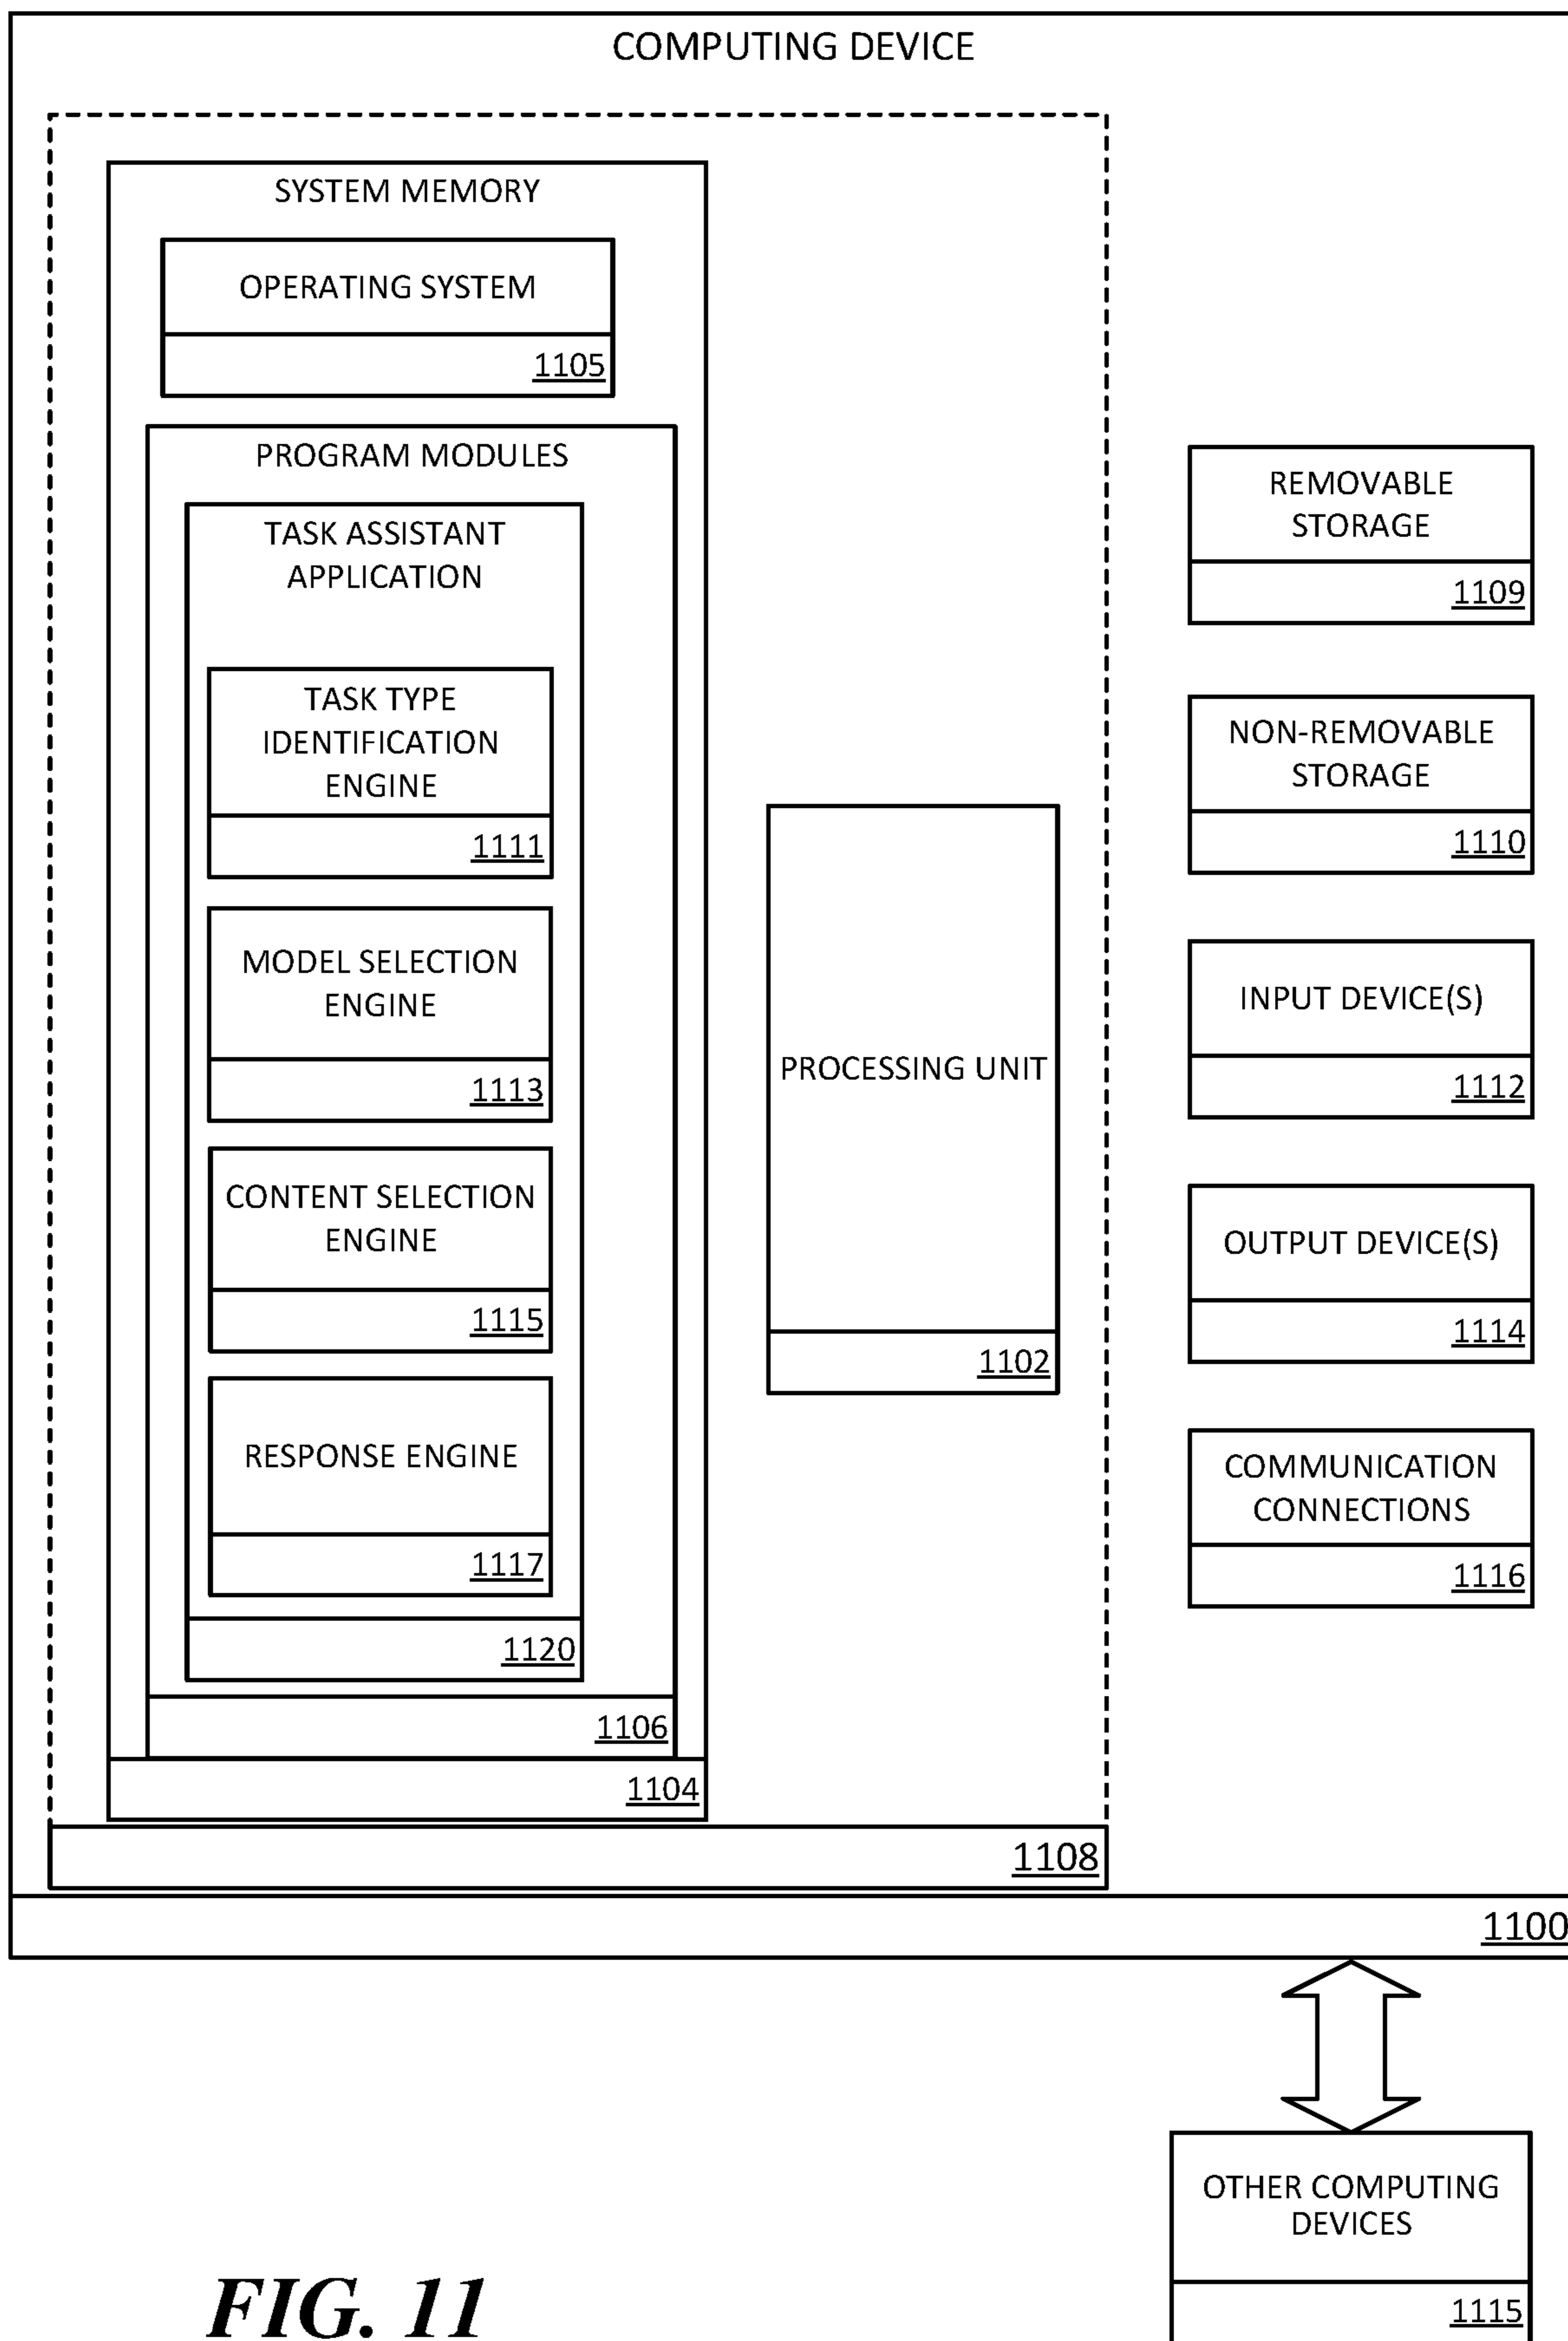 COMPUTING DEVICE
SYSTEM MEMORY
OPERATING SYSTEM
1105
PROGRAM MODULES
TASK ASSISTANT
APPLICATION
TASK TYPE
IDENTIFICATION
ENGINE
1111
MODEL SELECTION
ENGINE
1113
CONTENT SELECTION
ENGINE
1115
RESPONSE ENGINE
1117
1120
1106
1104
PROCESSING UNIT
1102
1108
REMOVABLE
STORAGE
1109
NON-REMOVABLE
STORAGE
1110
INPUT DEVICE(S)
1112
OUTPUT DEVICE(S)
1114
COMMUNICATION
CONNECTIONS
1116
1100
OTHER COMPUTING
DEVICES
1115
FIG. 11